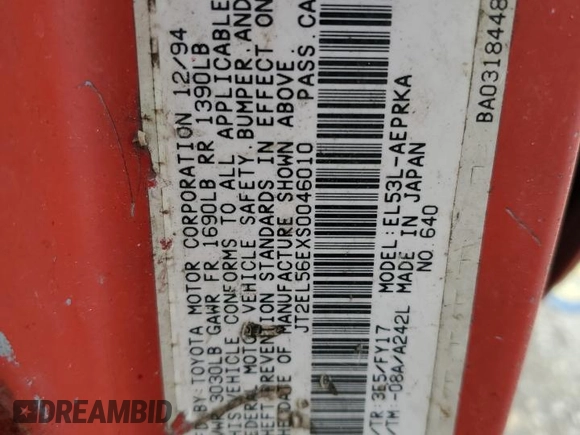 MFD BY: TOYOTA MOTOR CORPORATION 12/94
GVWR 3030LB GAWR FR 1690LB RR 1390LB
THIS VEHICLE CONFORMS TO ALL APPLICABLE
FEDERAL MOTOR VEHICLE SAFETY, BUMPER, AND
THEFT PREVENTION STANDARDS IN EFFECT ON
THE DATE OF MANUFACTURE SHOWN ABOVE.
JT2EL56EXS0046010 PASS. CA
C/TR: 3E5/FY17 MODEL: EL53L-AEPRKA
A/TM: -08A/A242L MADE IN JAPAN
NO. 640
BA0318448
DREAMBID